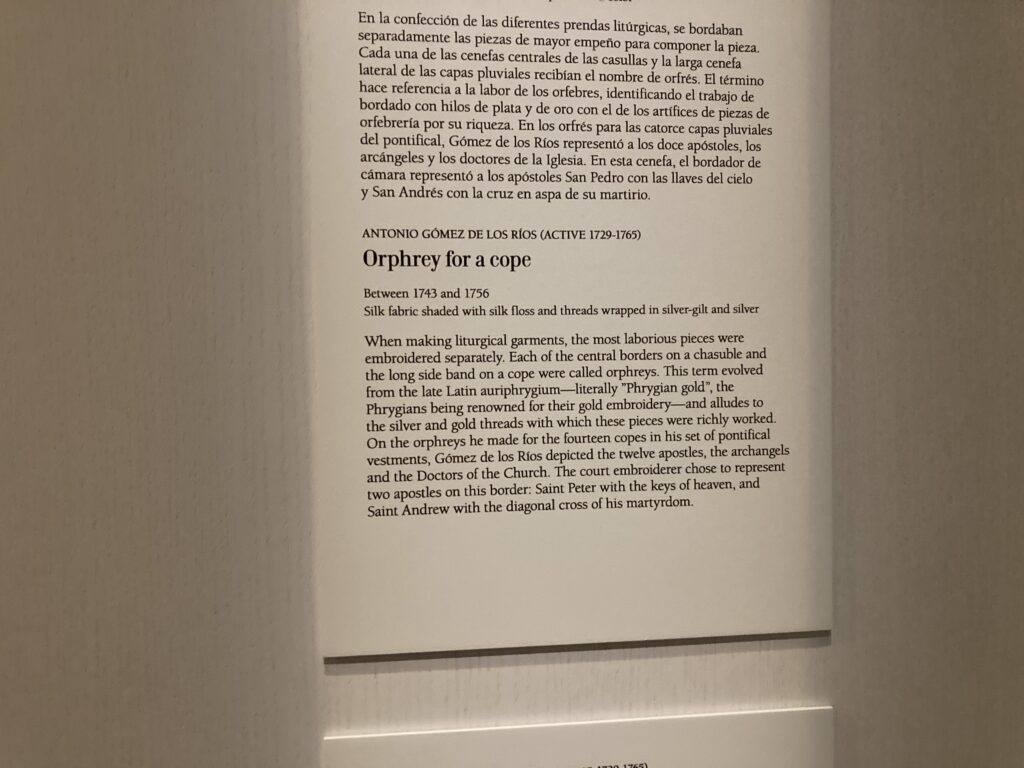 En la confección de las diferentes prendas litúrgicas, se bordaban
separadamente las piezas de mayor empeño para componer la pieza.
Cada una de las cenefas centrales de las casullas y la larga cenefa
lateral de las capas pluviales recibían el nombre de orfrés. El término
hace referencia a la labor de los orfebres, identificando el trabajo de
bordado con hilos de plata y de oro con el de los artífices de piezas de
orfebrería por su riqueza. En los orfrés para las catorce capas pluviales
del pontifical, Gómez de los Ríos representó a los doce apóstoles, los
arcángeles y los doctores de la Iglesia. En esta cenefa, el bordador de
cámara representó a los apóstoles San Pedro con las llaves del cielo
y San Andrés con la cruz en aspa de su martirio.
ANTONIO GÓMEZ DE LOS RÍOS (ACTIVE 1729-1765)
Orphrey for a cope
Between 1743 and 1756
Silk fabric shaded with silk floss and threads wrapped in silver-gilt and silver
When making liturgical garments, the most laborious pieces were
embroidered separately. Each of the central borders on a chasuble and
the long side band on a cope were called orphreys. This term evolved
from the late Latin auriphrygium—literally "Phrygian gold", the
Phrygians being renowned for their gold embroidery—and alludes to
the silver and gold threads with which these pieces were richly worked.
On the orphreys he made for the fourteen copes in his set of pontifical
vestments, Gómez de los Ríos depicted the twelve apostles, the archangels
and the Doctors of the Church. The court embroiderer chose to represent
two apostles on this border: Saint Peter with the keys of heaven, and
Saint Andrew with the diagonal cross of his martyrdom.